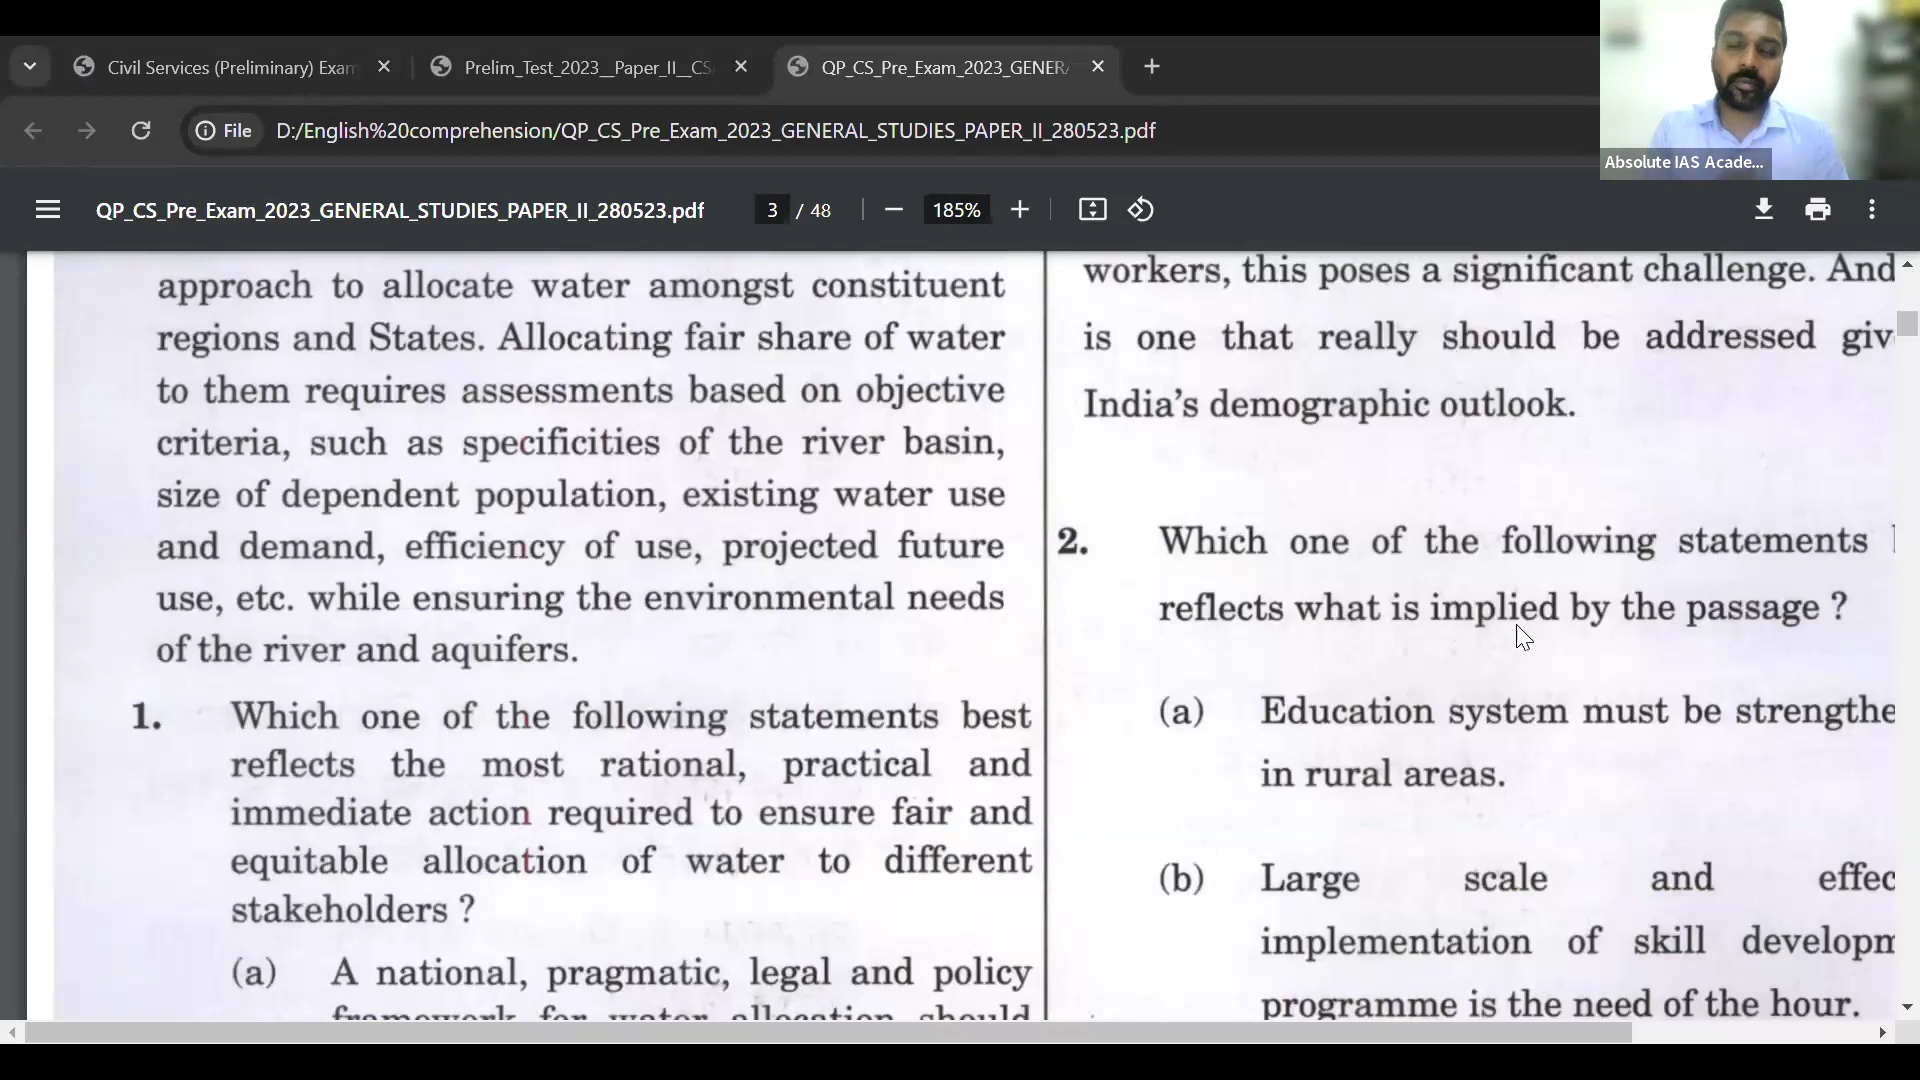 Civil Services (Preliminary) Exam
Prelim_Test_2023__Paper_II__CS
QP_CS_Pre_Exam_2023_GENERA
File
D:/English%20comprehension/QP_CS_Pre_Exam_2023_GENERAL_STUDIES_PAPER_II_280523.pdf
Absolute IAS Acade...
QP_CS_Pre_Exam_2023_GENERAL_STUDIES_PAPER_II_280523.pdf
3 / 48
185%
approach to allocate water amongst constituent
regions and States. Allocating fair share of water
to them requires assessments based on objective
criteria, such as specificities of the river basin,
size of dependent population, existing water use
and demand, efficiency of use, projected future
use, etc. while ensuring the environmental needs
of the river and aquifers.
1. Which one of the following statements best
reflects the most rational, practical and
immediate action required to ensure fair and
equitable allocation of water to different
stakeholders ?
(a) A national, pragmatic, legal and policy
framework for water allocation should
workers, this poses a significant challenge. And
is one that really should be addressed giv
India's demographic outlook.
2. Which one of the following statements
reflects what is implied by the passage ?
(a) Education system must be strengthe
in rural areas.
(b) Large scale and effec
implementation of skill developm
programme is the need of the hour.